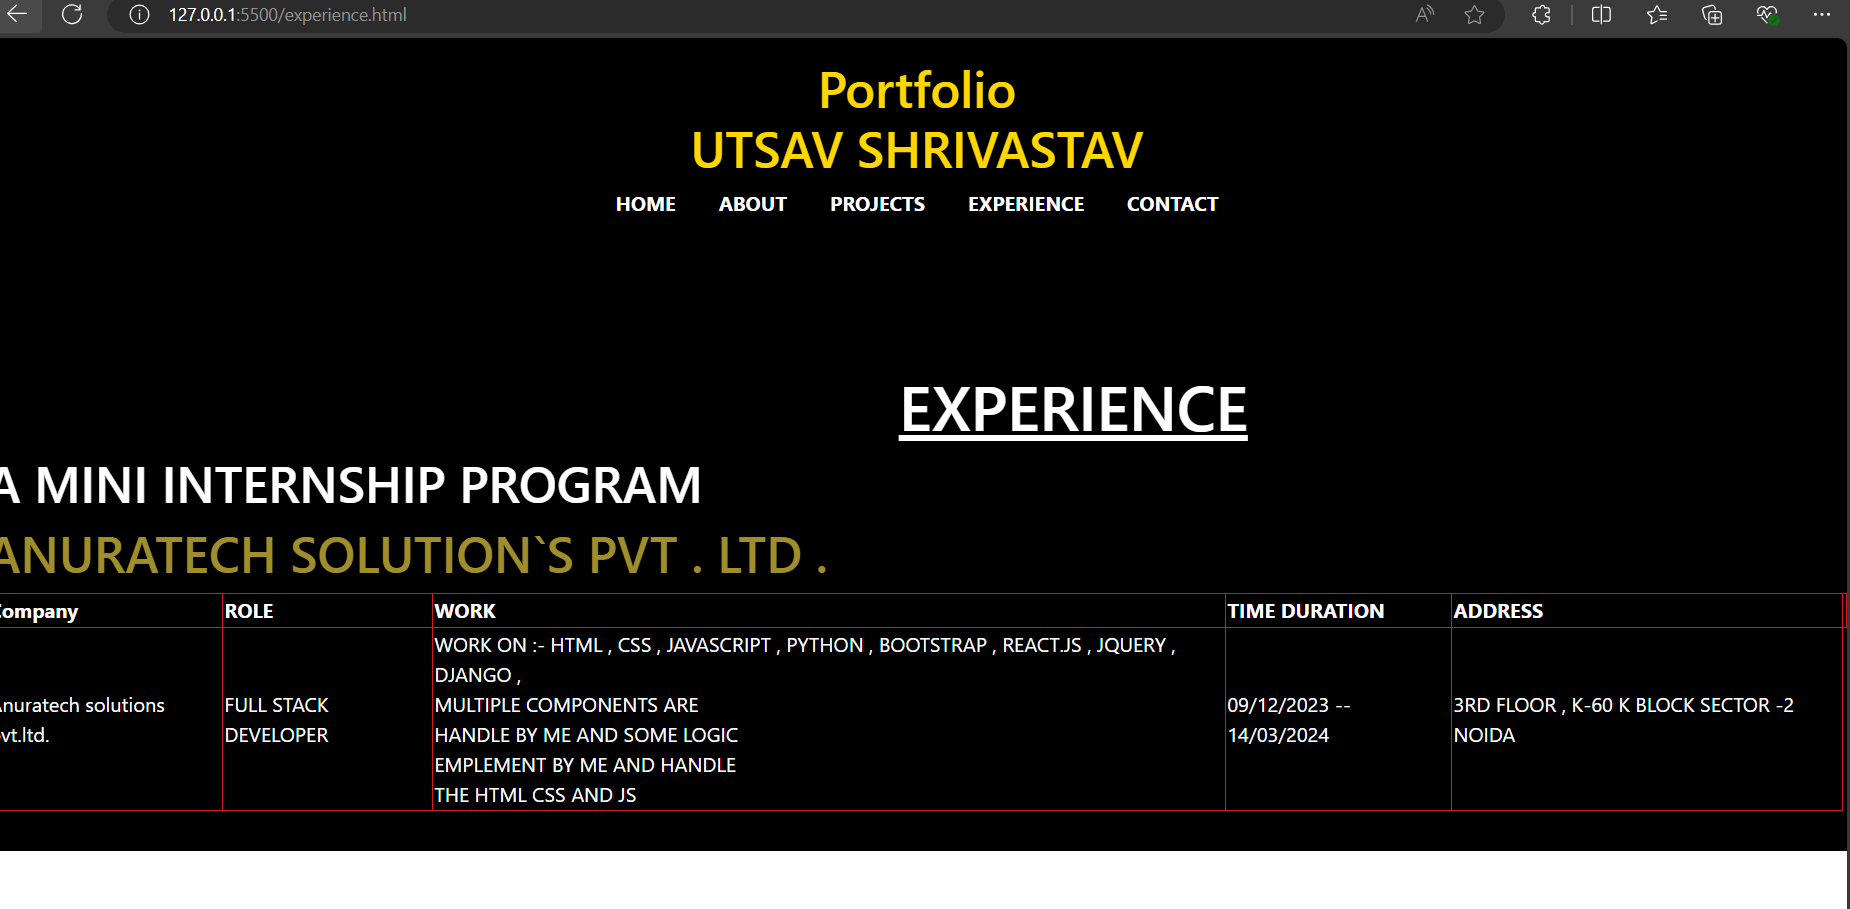 127.0.0.1:5500/experience.html
Portfolio
UTSAV SHRIVASTAV
HOME ABOUT PROJECTS EXPERIENCE CONTACT
EXPERIENCE
A MINI INTERNSHIP PROGRAM
ANURATECH SOLUTION`S PVT . LTD .
Company ROLE WORK TIME DURATION ADDRESS
Anuratech solutions
pvt.ltd.
FULL STACK
DEVELOPER
WORK ON :- HTML , CSS , JAVASCRIPT , PYTHON , BOOTSTRAP , REACT.JS , JQUERY ,
DJANGO ,
MULTIPLE COMPONENTS ARE
HANDLE BY ME AND SOME LOGIC
EMPLEMENT BY ME AND HANDLE
THE HTML CSS AND JS
09/12/2023 --
14/03/2024
3RD FLOOR , K-60 K BLOCK SECTOR -2
NOIDA